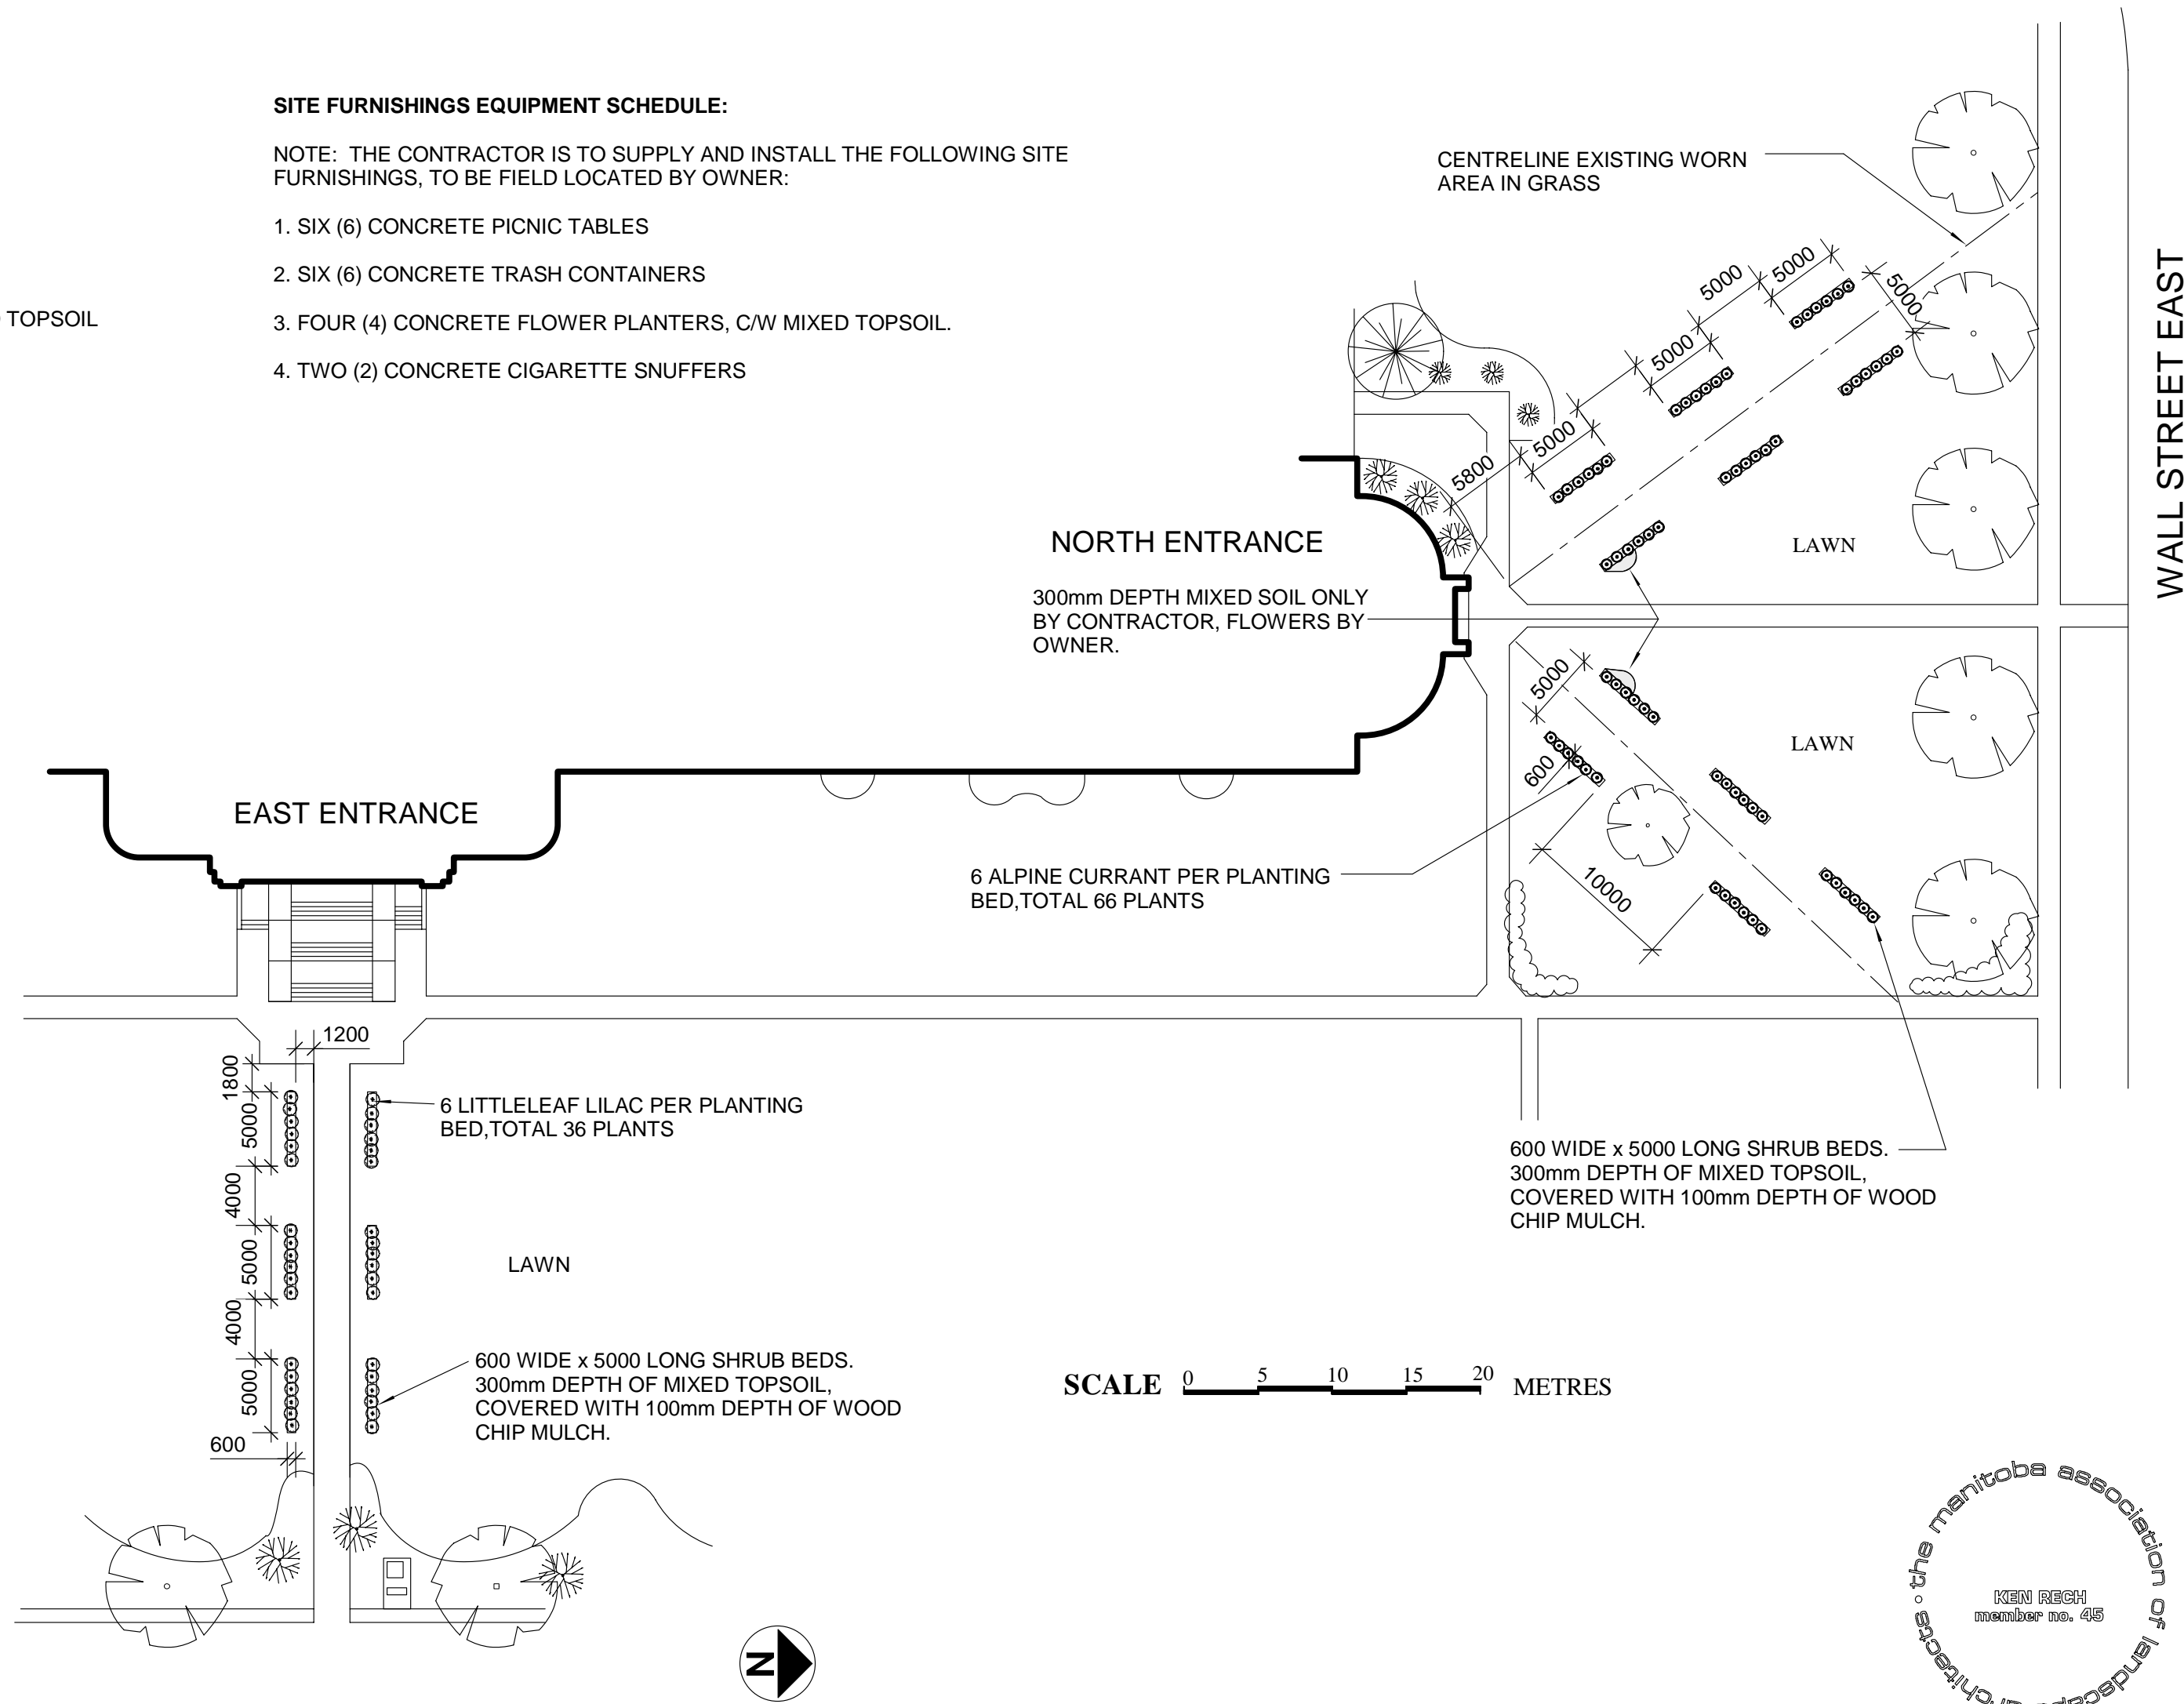 SITE FURNISHINGS EQUIPMENT SCHEDULE:
NOTE: THE CONTRACTOR IS TO SUPPLY AND INSTALL THE FOLLOWING SITE
FURNISHINGS, TO BE FIELD LOCATED BY OWNER:
1. SIX (6) CONCRETE PICNIC TABLES
2. SIX (6) CONCRETE TRASH CONTAINERS
3. FOUR (4) CONCRETE FLOWER PLANTERS, C/W MIXED TOPSOIL.
4. TWO (2) CONCRETE CIGARETTE SNUFFERS
TOPSOIL
CENTRELINE EXISTING WORN
AREA IN GRASS
WALL STREET EAST
5000
5000
5000
5000
5000
5800
LAWN
NORTH ENTRANCE
300mm DEPTH MIXED SOIL ONLY
BY CONTRACTOR, FLOWERS BY
OWNER.
5000
600
10000
LAWN
EAST ENTRANCE
6 ALPINE CURRANT PER PLANTING
BED,TOTAL 66 PLANTS
1200
1800
5000
4000
5000
4000
5000
600
6 LITTLELEAF LILAC PER PLANTING
BED,TOTAL 36 PLANTS
LAWN
600 WIDE x 5000 LONG SHRUB BEDS.
300mm DEPTH OF MIXED TOPSOIL,
COVERED WITH 100mm DEPTH OF WOOD
CHIP MULCH.
600 WIDE x 5000 LONG SHRUB BEDS.
300mm DEPTH OF MIXED TOPSOIL,
COVERED WITH 100mm DEPTH OF WOOD
CHIP MULCH.
SCALE 0 5 10 15 20 METRES
N
the manitoba association of landscape architects
KEN RECH
member no. 45